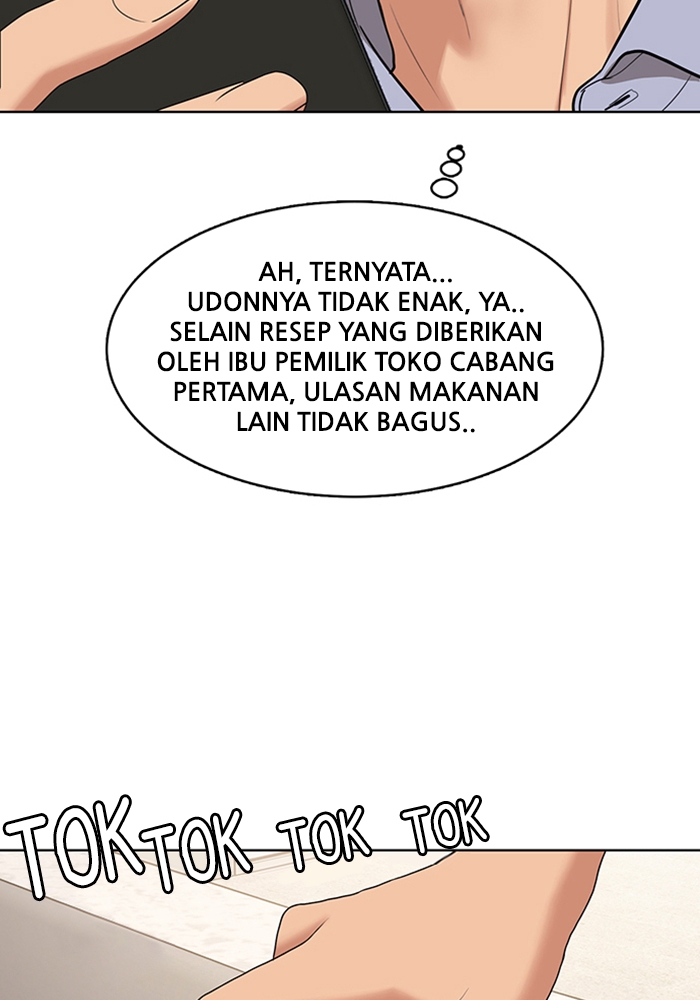 AH, TERNYATA...
UDONNYA TIDAK ENAK, YA..
SELAIN RESEP YANG DIBERIKAN
OLEH IBU PEMILIK TOKO CABANG
PERTAMA, ULASAN MAKANAN
LAIN TIDAK BAGUS..
TOK TOK TOK TOK TOK